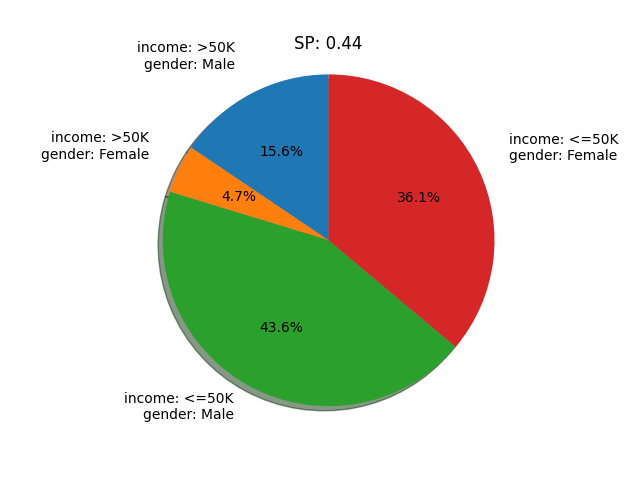 SP: 0.44
income: >50K
gender: Male
15.6%
income: >50K
gender: Female
4.7%
income: <=50K
gender: Female
36.1%
43.6%
income: <=50K
gender: Male